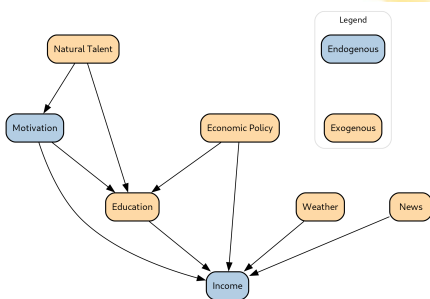 Legend
Natural Talent
Endogenous
Motivation
Economic Policy
Exogenous
Education
Weather
News
Income